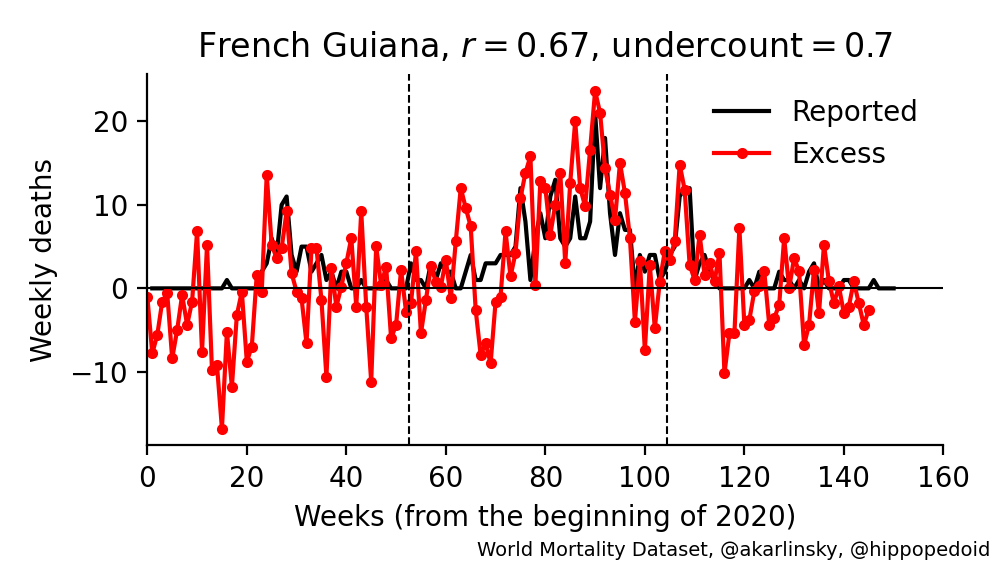 French Guiana, r = 0.67, undercount = 0.7
Weekly deaths
20
10
0
−10
Reported
Excess
0 20 40 60 80 100 120 140 160
Weeks (from the beginning of 2020)
World Mortality Dataset, @akarlinsky, @hippopedoid